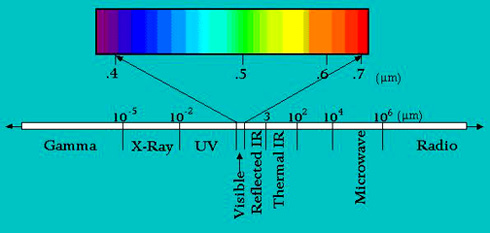 .4 .5 .6 .7 (μm)
10-5 10-2 3 102 104 106 (μm)
Gamma X-Ray UV Visible Reflected IR Thermal IR Microwave Radio